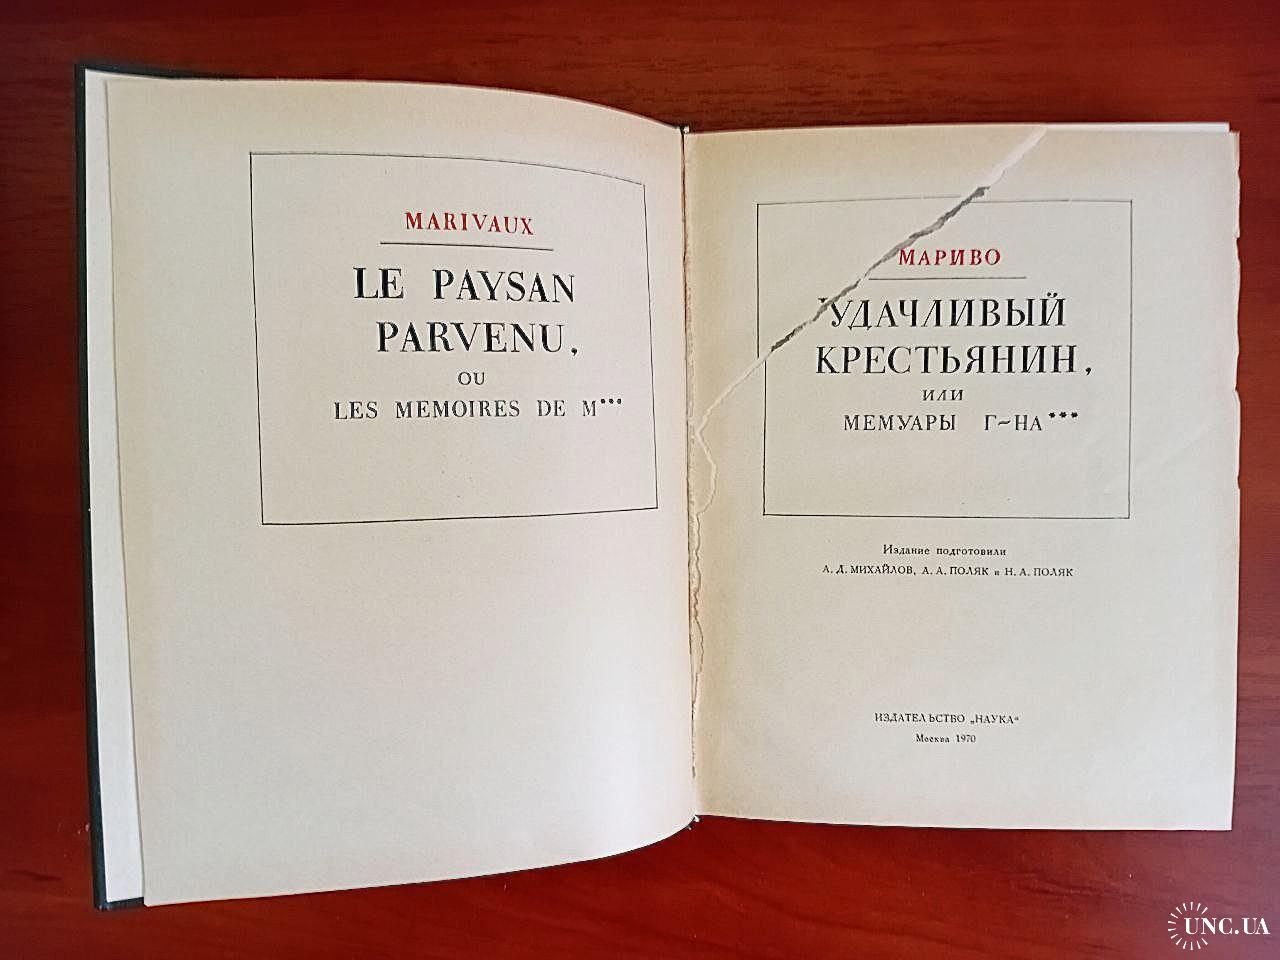 MARIVAUX
LE PAYSAN
PARVENU,
OU
LES MEMOIRES DE M***
МАРИВО
УДАЧЛИВЫЙ
КРЕСТЬЯНИН,
ИЛИ
МЕМУАРЫ Г~НА***
Издание подготовили
А. Д. МИХАЙЛОВ, А. А. ПОЛЯК и Н. А. ПОЛЯК
ИЗДАТЕЛЬСТВО „НАУКА“
Москва 1970
UNC.UA